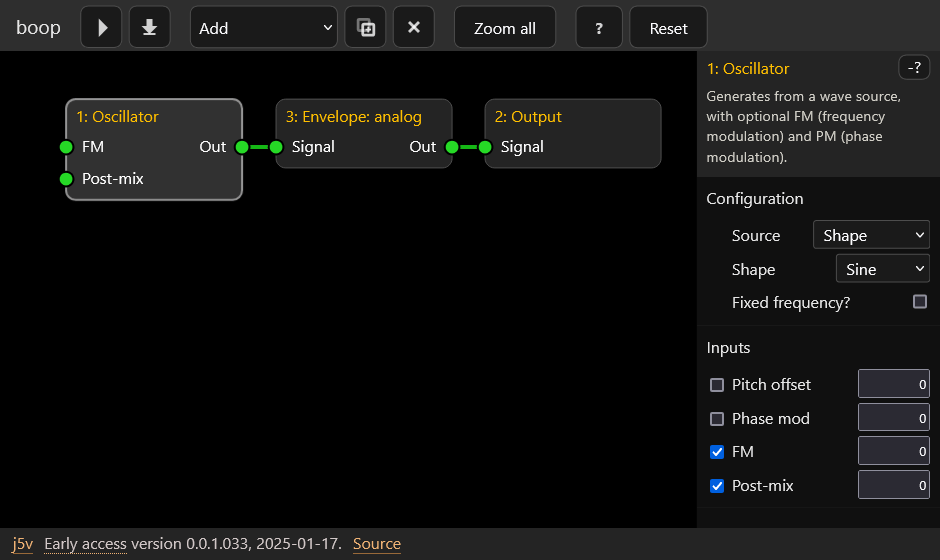 boop
Add
Zoom all
?
Reset
1: Oscillator
FM
Out
Post-mix
3: Envelope: analog
Signal
Out
2: Output
Signal
1: Oscillator
-?
Generates from a wave source,
with optional FM (frequency
modulation) and PM (phase
modulation).
Configuration
Source Shape
Shape Sine
Fixed frequency?
Inputs
Pitch offset 0
Phase mod 0
FM 0
Post-mix 0
j5v Early access version 0.0.1.033, 2025-01-17. Source